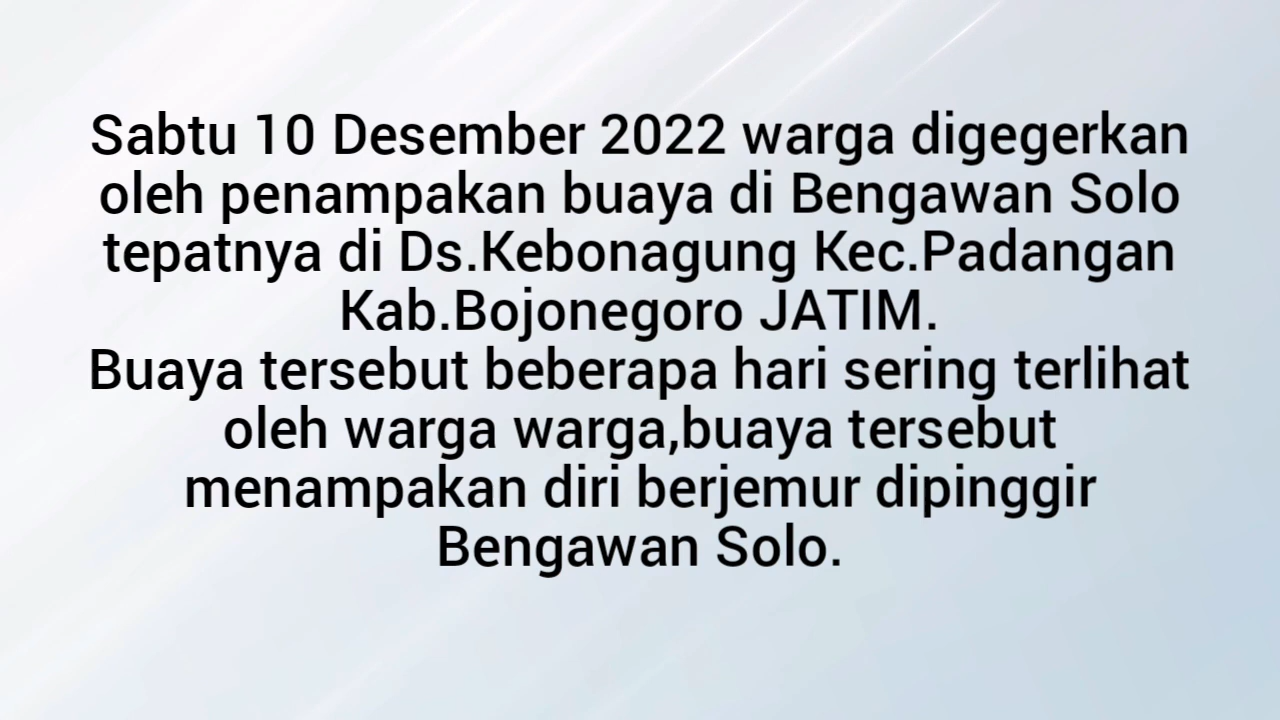 Sabtu 10 Desember 2022 warga digegerkan
oleh penampakan buaya di Bengawan Solo
tepatnya di Ds.Kebonagung Kec.Padangan
Kab.Bojonegoro JATIM.
Buaya tersebut beberapa hari sering terlihat
oleh warga warga,buaya tersebut
menampakan diri berjemur dipinggir
Bengawan Solo.